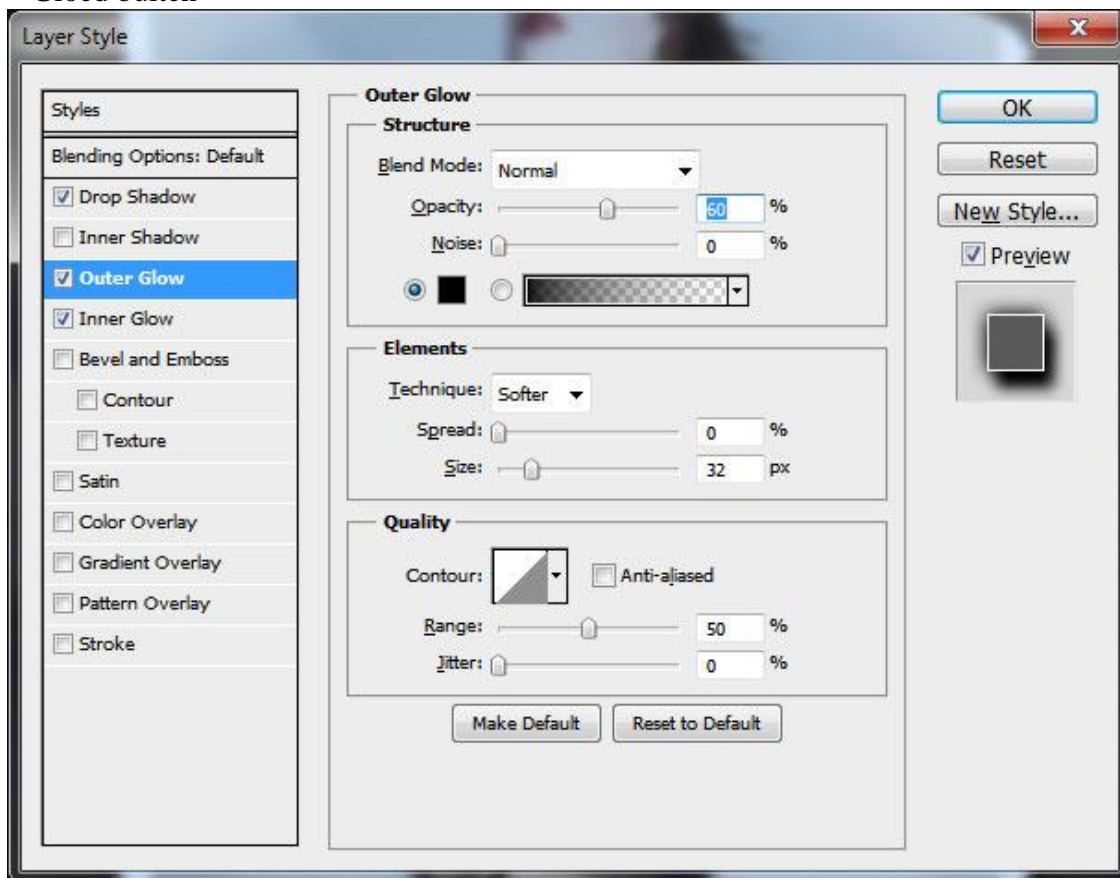 Layer Style
X
Styles
Blending Options: Default
Drop Shadow
Inner Shadow
Outer Glow
Inner Glow
Bevel and Emboss
Contour
Texture
Satin
Color Overlay
Gradient Overlay
Pattern Overlay
Stroke
Outer Glow
Structure
Blend Mode: Normal
Opacity: 60 %
Noise: 0 %
Elements
Technique: Softer
Spread: 0 %
Size: 32 px
Quality
Contour: Anti-aliased
Range: 50 %
Jitter: 0 %
Make Default Reset to Default
OK
Reset
New Style...
Preview